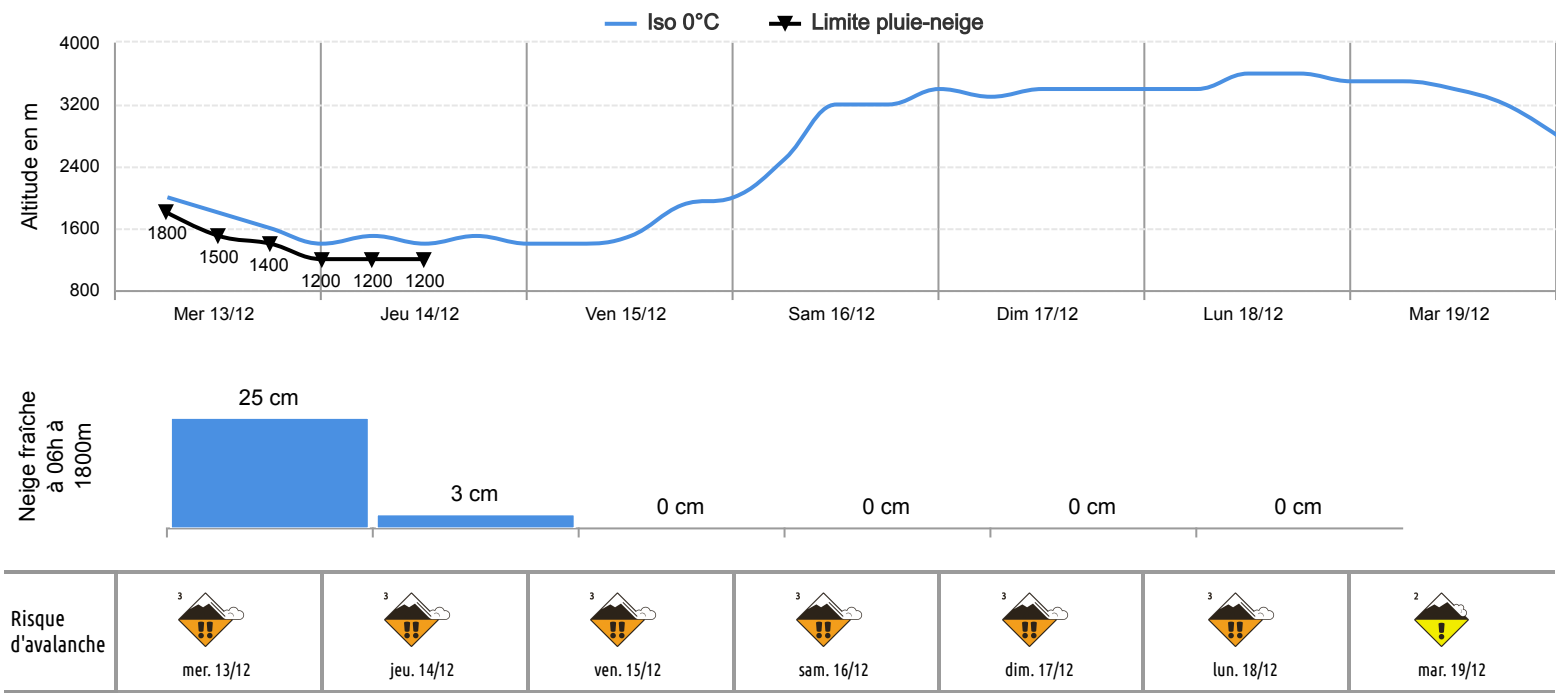 Iso 0°C Limite pluie-neige
Altitude en m
4000
3200
2400
1600
800
1800
1500
1400
1200
1200
1200
Mer 13/12 Jeu 14/12 Ven 15/12 Sam 16/12 Dim 17/12 Lun 18/12 Mar 19/12
Neige fraîche
à 06h à
1800m
25 cm 3 cm 0 cm 0 cm 0 cm 0 cm
Risque
d'avalanche
3 3 3 3 3 3 2
!! !! !! !! !! !! !
mer. 13/12 jeu. 14/12 ven. 15/12 sam. 16/12 dim. 17/12 lun. 18/12 mar. 19/12